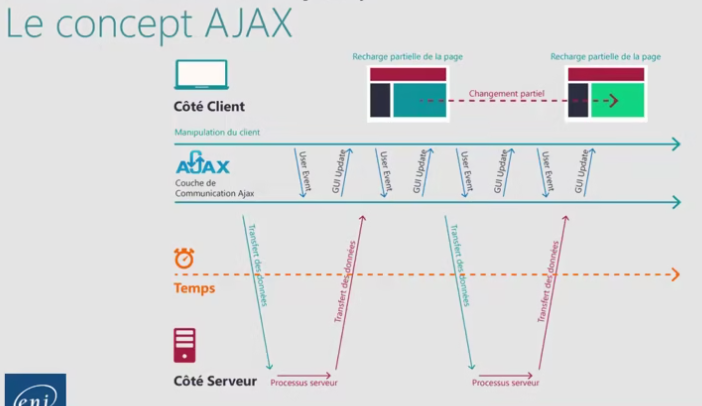 Le concept AJAX
Recharge partielle de la page
Recharge partielle de la page
Changement partiel
Côté Client
Manipulation du client
AJAX
Couche de
Communication Ajax
User Event
GUI Update
User Event
GUI Update
User Event
GUI Update
User Event
GUI Update
Transfert des données
Transfert des données
Transfert des données
Transfert des données
Temps
Côté Serveur
Processus serveur
Processus serveur
eni